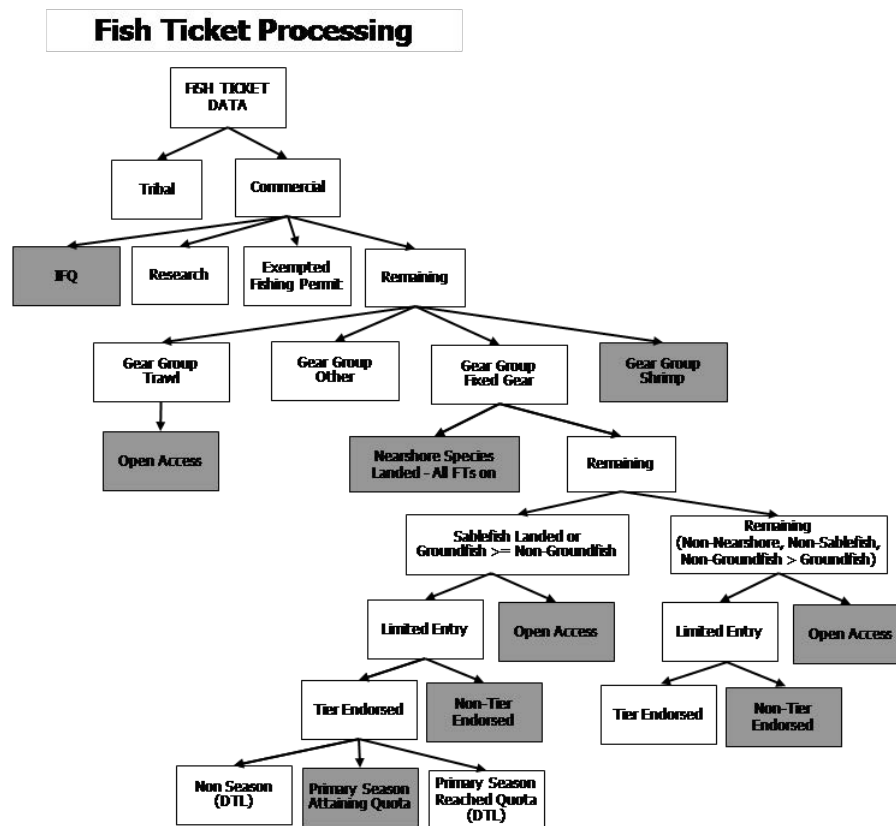 Fish Ticket Processing
FISH TICKET
DATA
Tribal
Commercial
IFQ
Research
Exempted
Fishing Permit
Remaining
Gear Group
Trawl
Gear Group
Other
Gear Group
Fixed Gear
Gear Group
Shrimp
Open Access
Nearshore Species
Landed - All FTs on
Remaining
Sablefish Landed or
Groundfish >= Non-Groundfish
Remaining
(Non-Nearshore, Non-Sablefish,
Non-Groundfish > Groundfish)
Limited Entry
Open Access
Limited Entry
Open Access
Tier Endorsed
Non-Tier
Endorsed
Tier Endorsed
Non-Tier
Endorsed
Non Season
(DTL)
Primary Season
Attaining Quota
Primary Season
Reached Quota
(DTL)